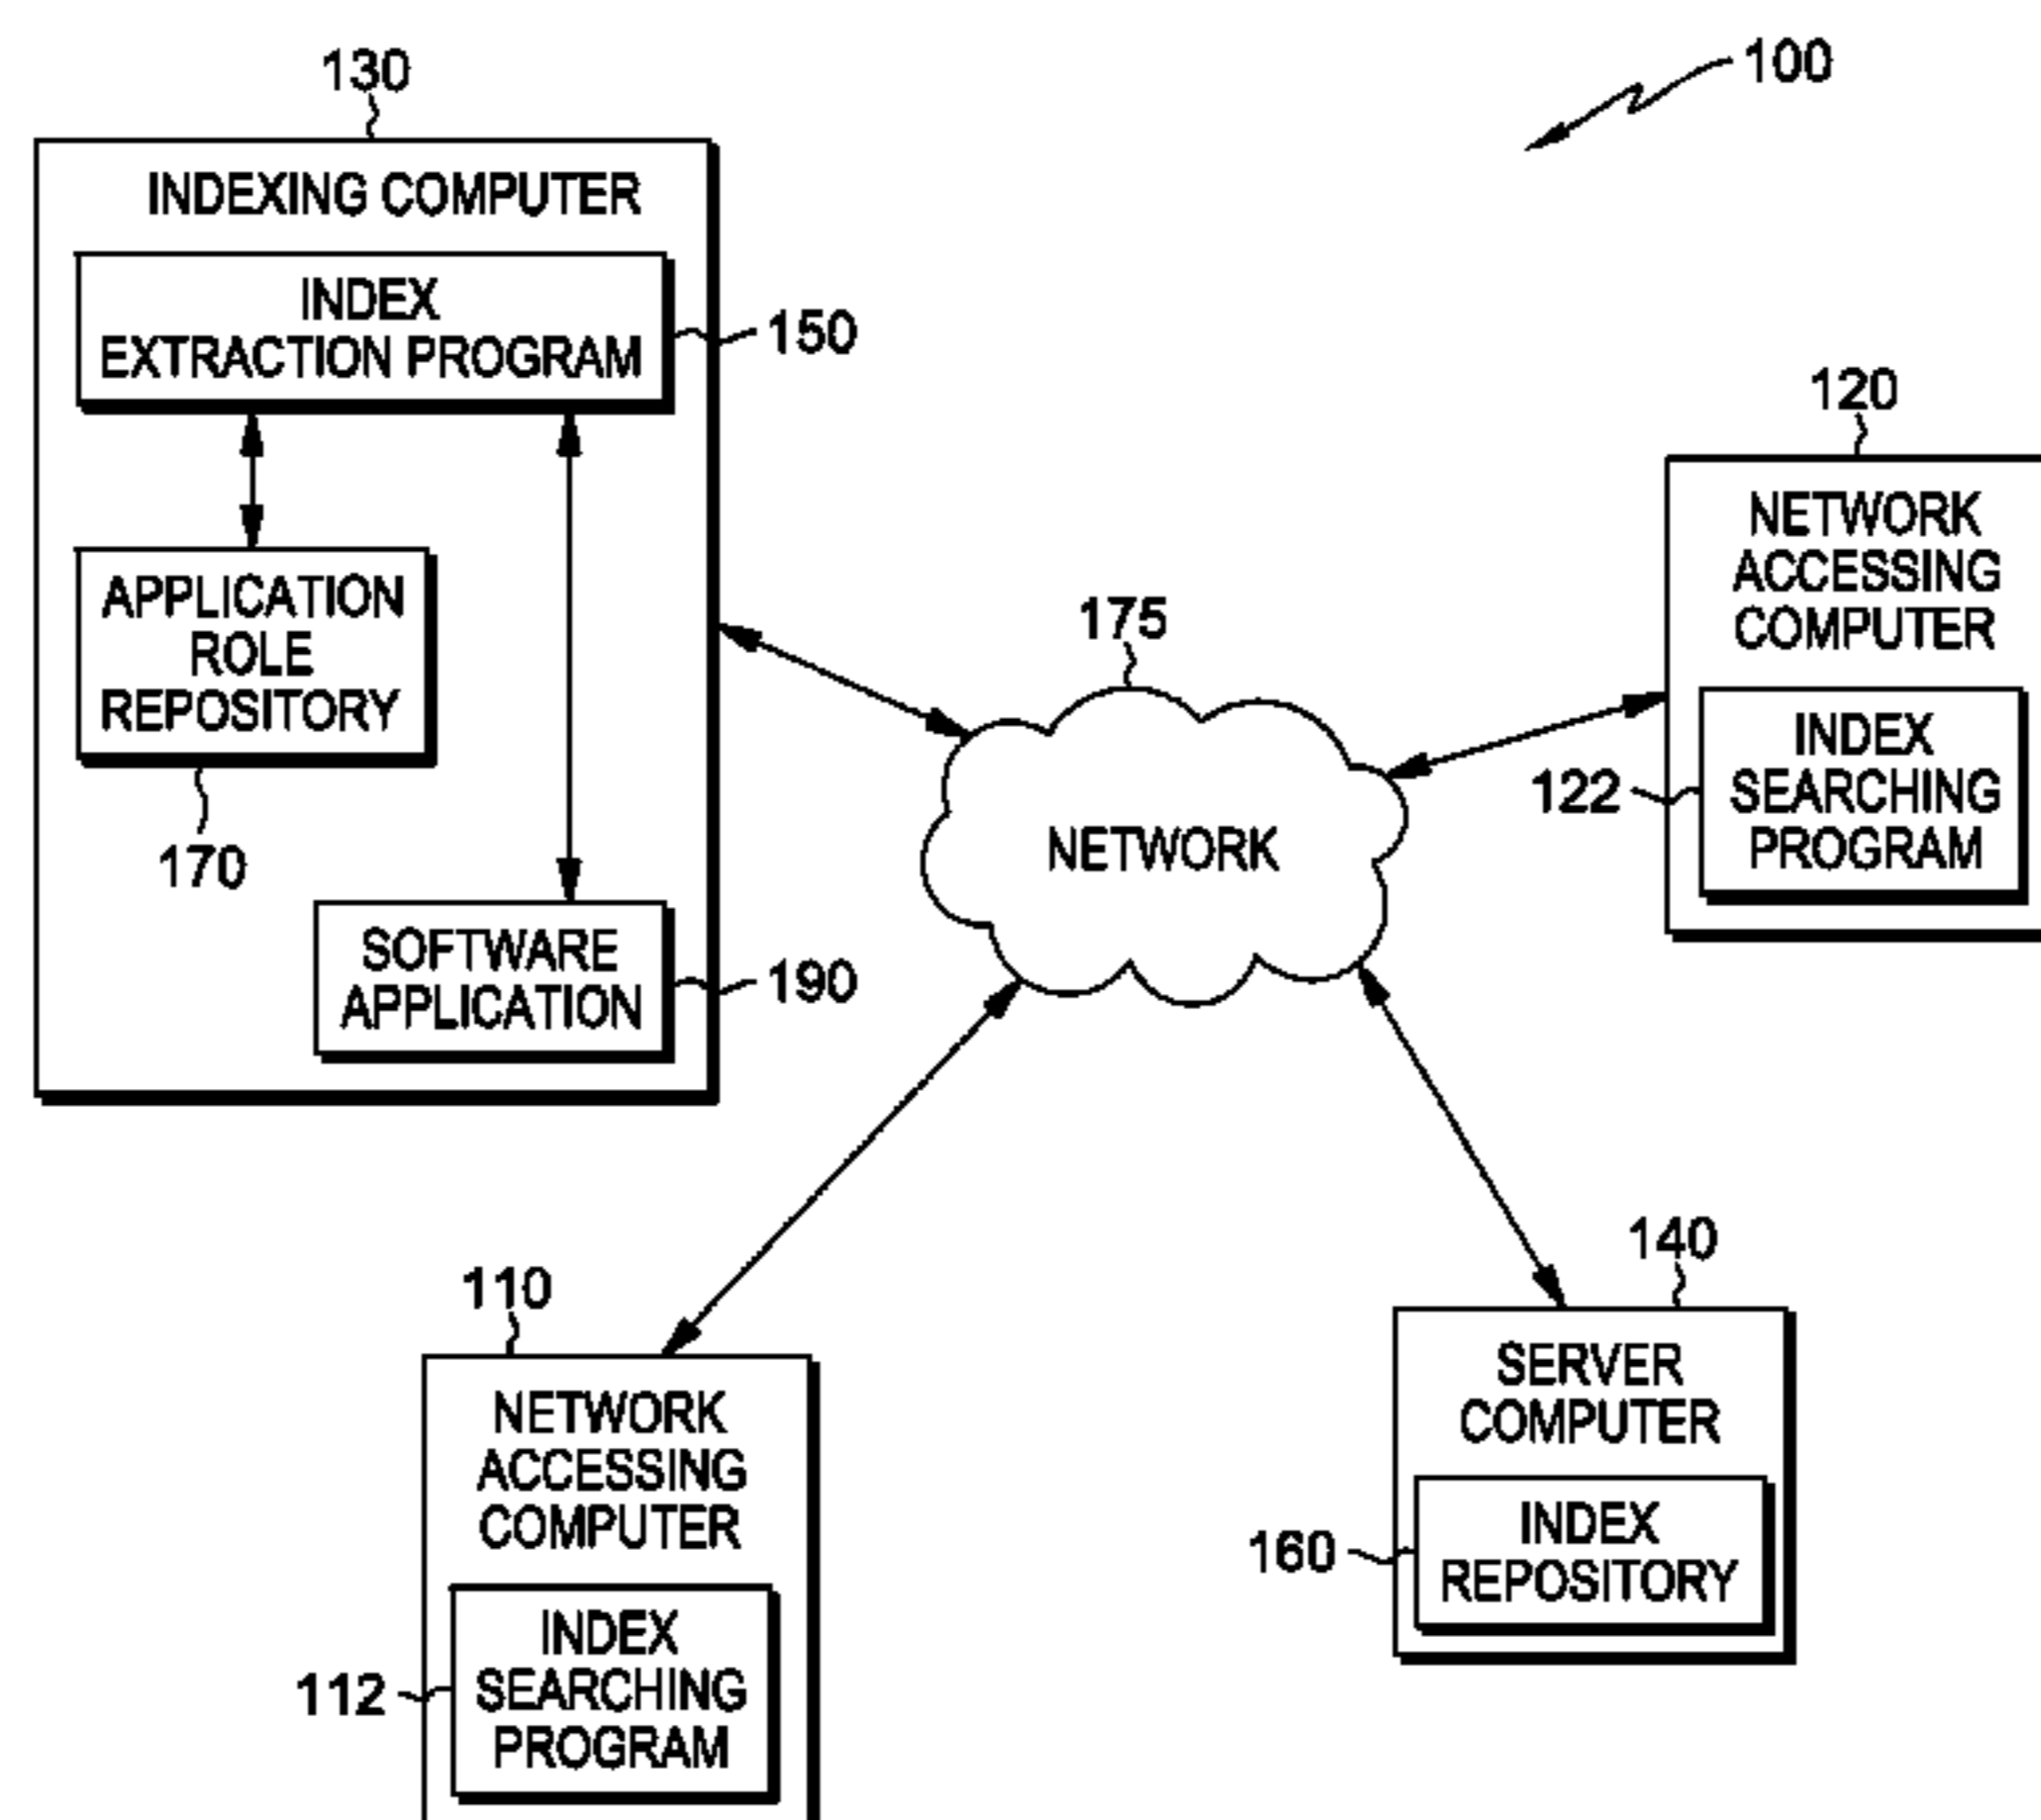 130
100
INDEXING COMPUTER
INDEX
EXTRACTION PROGRAM
150
APPLICATION
ROLE
REPOSITORY
170
SOFTWARE
APPLICATION
190
175
NETWORK
120
NETWORK
ACCESSING
COMPUTER
INDEX
SEARCHING
PROGRAM
122
110
NETWORK
ACCESSING
COMPUTER
INDEX
SEARCHING
PROGRAM
112
140
SERVER
COMPUTER
INDEX
REPOSITORY
160